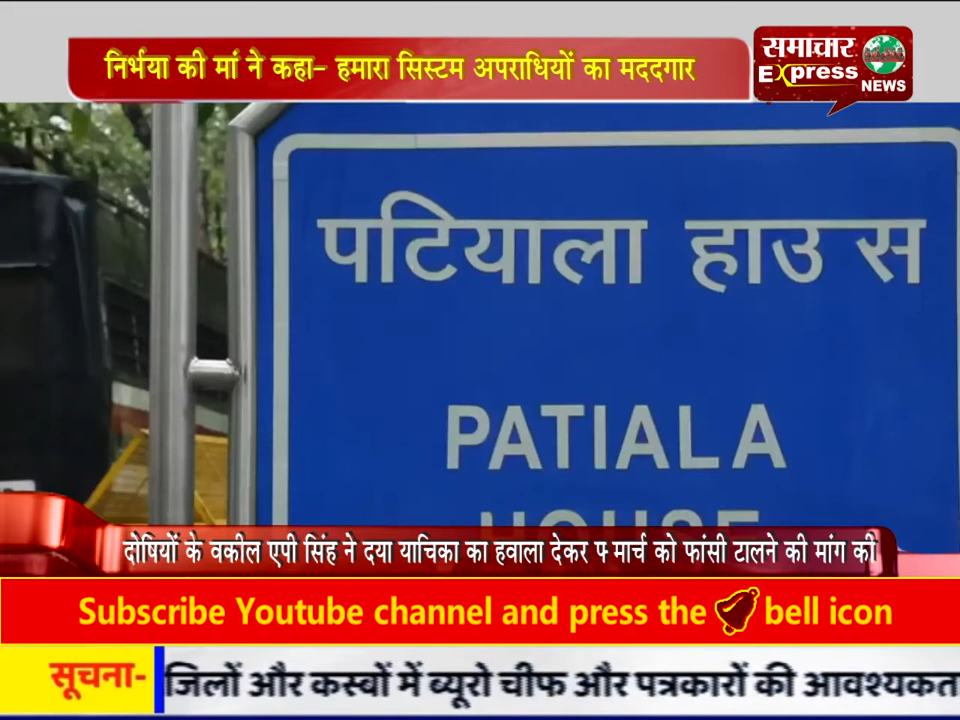 निर्भया की मां ने कहा- हमारा सिस्टम अपराधियों का मददगार
समाचार
Express
NEWS
पटियाला हाउस
PATIALA
HOUSE
दोषियों के वकील एपी सिंह ने दया याचिका का हवाला देकर मार्च को फांसी टालने की मांग की
Subscribe Youtube channel and press the bell icon
सूचना- जिलों और कस्बों में ब्यूरो चीफ और पत्रकारों की आवश्यकता